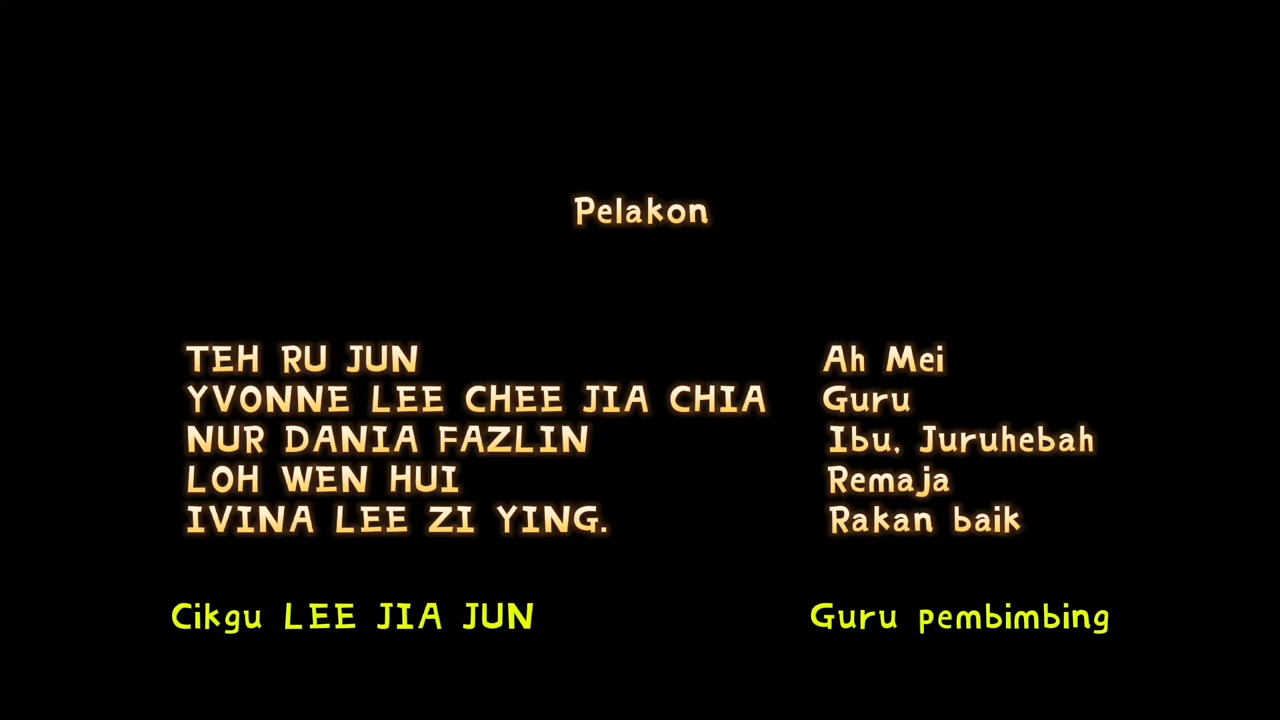 Pelakon
TEH RU JUN Ah Mei
YVONNE LEE CHEE JIA CHIA Guru
NUR DANIA FAZLIN Ibu, Juruhebah
LOH WEN HUI Remaja
IVINA LEE ZI YING. Rakan baik
Cikgu LEE JIA JUN Guru pembimbing